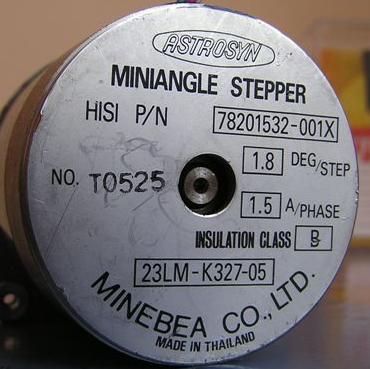 ASTROSYN
MINIANGLE STEPPER
HISI P/N 78201532-001X
1.8 DEG/STEP
NO. T0525
1.5 A/PHASE
INSULATION CLASS B
23LM-K327-05
MINEBEA CO., LTD.
MADE IN THAILAND